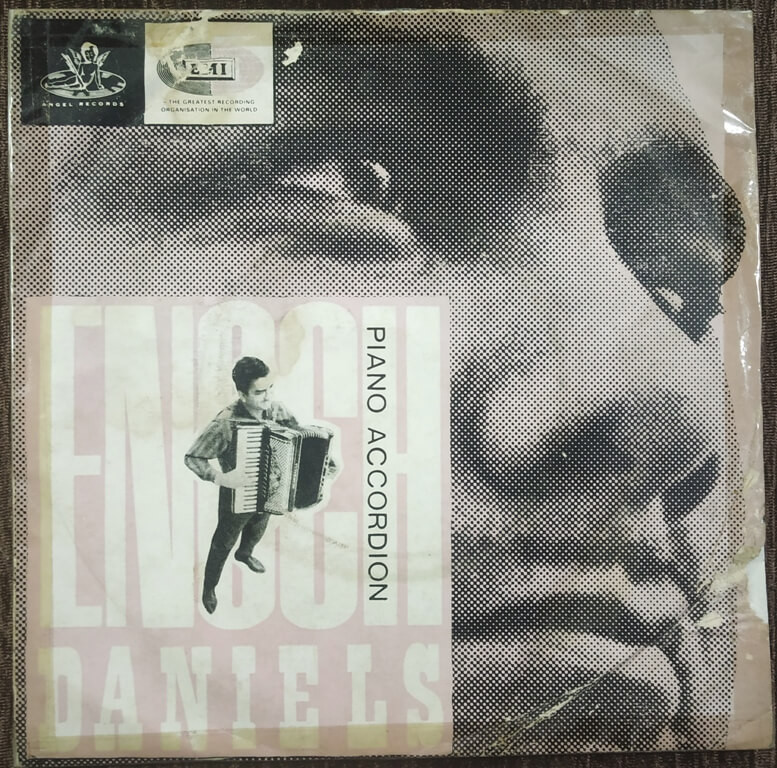 ANGEL RECORDS
EMI
THE GREATEST RECORDING
ORGANISATION IN THE WORLD
ENOCH
PIANO ACCORDION
DANIELS